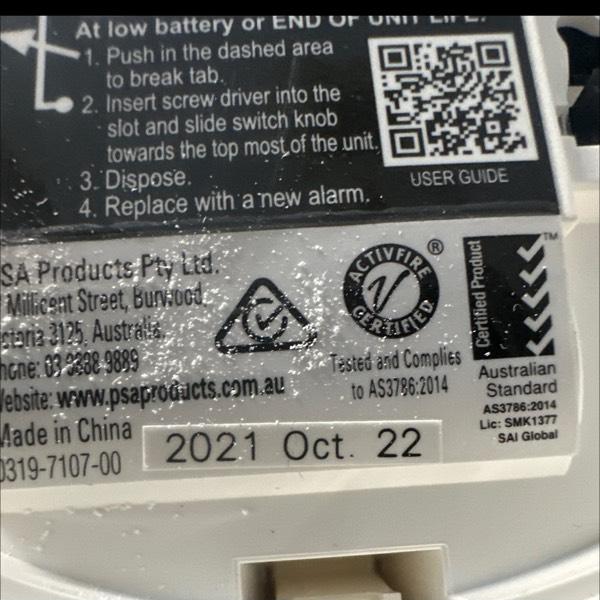 At low battery or END OF UNIT LIFE:
1. Push in the dashed area
to break tab.
2. Insert screw driver into the
slot and slide switch knob
towards the top most of the unit.
3. Dispose.
4. Replace with a new alarm.
USER GUIDE
SA Products Pty Ltd.
Millicent Street, Burwood,
ctoria 3125. Australia.
hone: 03 9888 9889
Website: www.psaproducts.com.au
Made in China
0319-7107-00
2021 Oct. 22
ACTIVFIRE ®
CERTIFIED
Tested and Complies
to AS3786:2014
Certified Product
TM
Australian
Standard
AS3786:2014
Lic: SMK1377
SAI Global